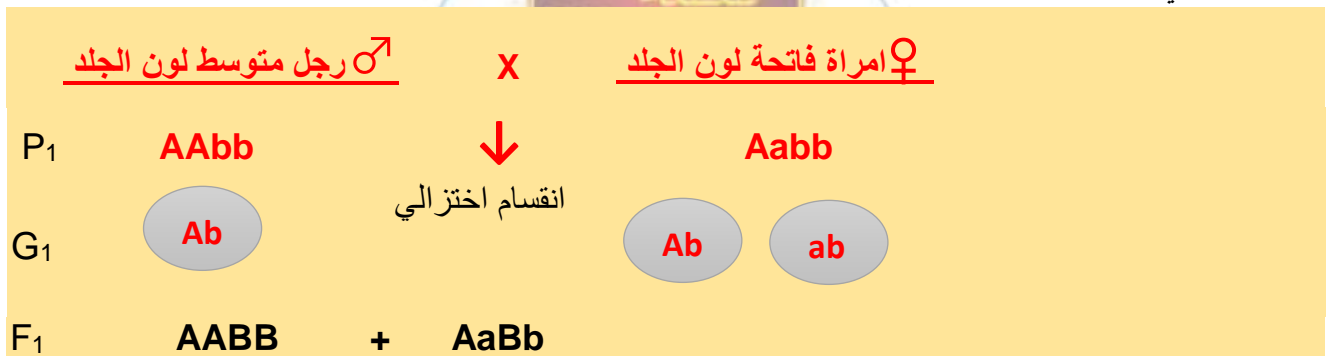 ♂ رجل متوسط لون الجلد X ♀ امراة فاتحة لون الجلد
P1 AAbb ↓ Aabb
انقسام اختزالي
G1 Ab Ab ab
F1 AABB + AaBb